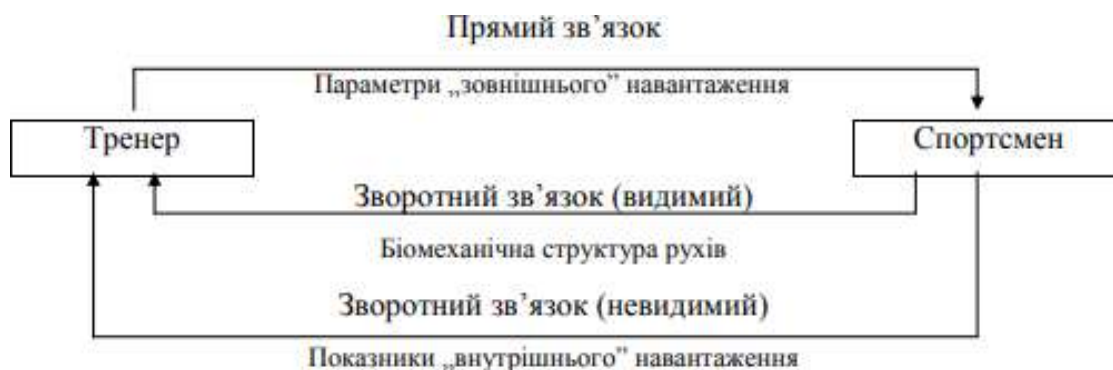 Прямий зв’язок
Параметри „зовнішнього” навантаження
Тренер
Спортсмен
Зворотний зв’язок (видимий)
Біомеханічна структура рухів
Зворотний зв’язок (невидимий)
Показники „внутрішнього” навантаження